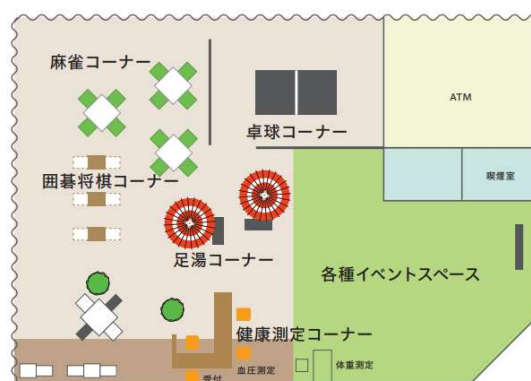 麻雀コーナー
卓球コーナー
ATM
囲碁将棋コーナー
喫煙室
足湯コーナー
各種イベントスペース
健康測定コーナー
血圧測定
体重測定
受付